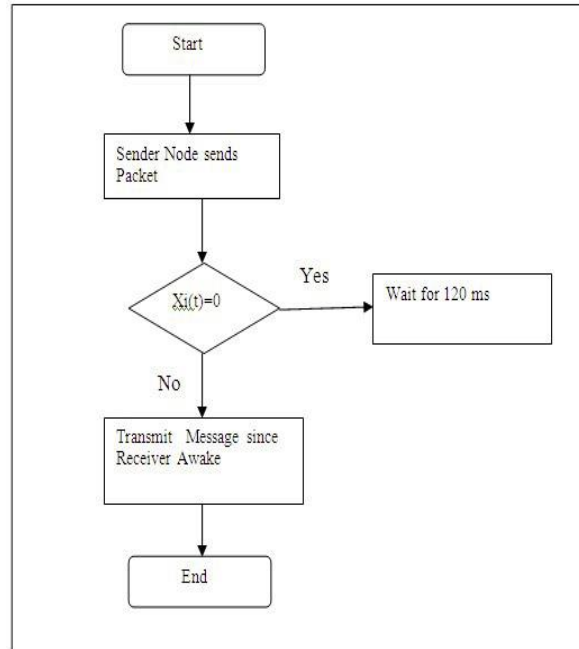 Start
Sender Node sends
Packet
Xi(t)=0
Yes
Wait for 120 ms
No
Transmit Message since
Receiver Awake
End